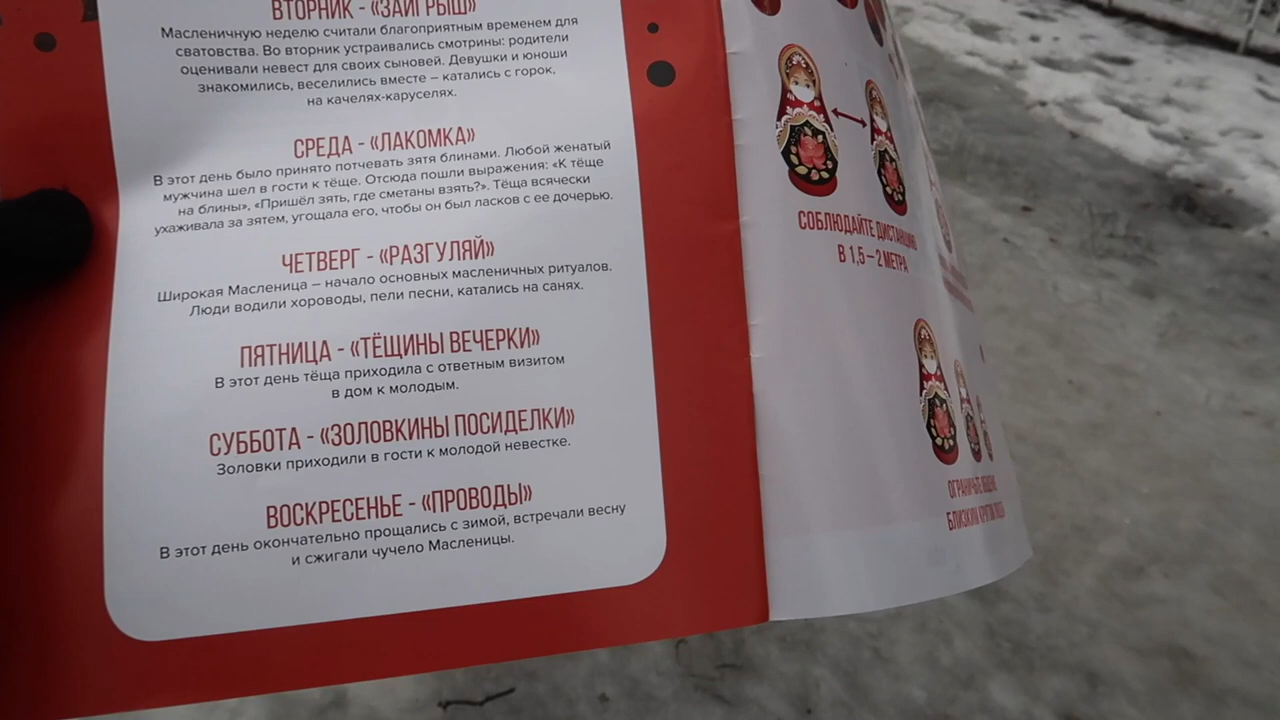 ВТОРНИК - «ЗАИГРЫШ»
Масленичную неделю считали благоприятным временем для
сватовства. Во вторник устраивались смотрины: родители
оценивали невест для своих сыновей. Девушки и юноши
знакомились, веселились вместе – катались с горок,
на качелях-каруселях.
СРЕДА - «ЛАКОМКА»
В этот день было принято потчевать зятя блинами. Любой женатый
мужчина шел в гости к тёще. Отсюда пошли выражения: «К тёще
на блины», «Пришёл зять, где сметаны взять?». Тёща всячески
ухаживала за зятем, угощала его, чтобы он был ласков с ее дочерью.
ЧЕТВЕРГ - «РАЗГУЛЯЙ»
Широкая Масленица – начало основных масленичных ритуалов.
Люди водили хороводы, пели песни, катались на санях.
ПЯТНИЦА - «ТЁЩИНЫ ВЕЧЕРКИ»
В этот день тёща приходила с ответным визитом
в дом к молодым.
СУББОТА - «ЗОЛОВКИНЫ ПОСИДЕЛКИ»
Золовки приходили в гости к молодой невестке.
ВОСКРЕСЕНЬЕ - «ПРОВОДЫ»
В этот день окончательно прощались с зимой, встречали весну
и сжигали чучело Масленицы.
СОБЛЮДАЙТЕ ДИСТАНЦИЮ
В 1,5 – 2 МЕТРА
ОГРАНИЧЬТЕ ОБЩЕНИЕ
БЛИЗКИМ КРУГОМ ЛЮДЕЙ